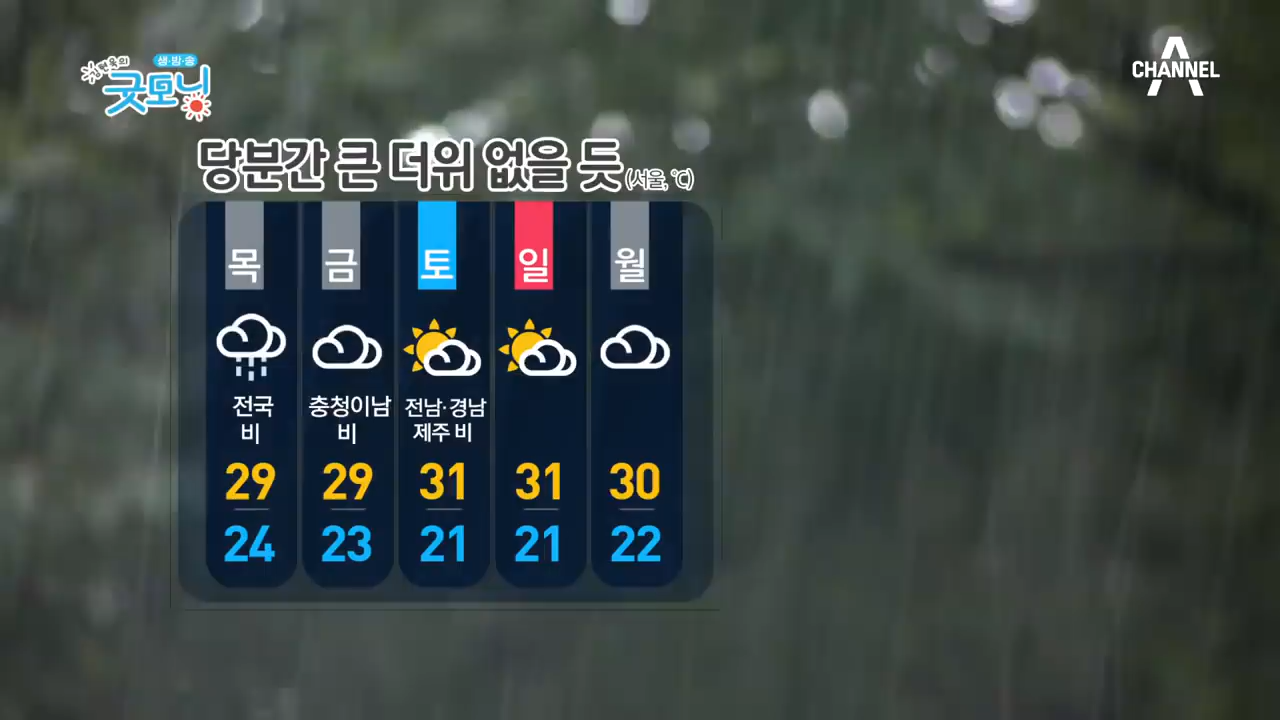 생·방·송
굿모닝
CHANNEL A
당분간 큰 더위 없을 듯 (서울, ℃)
목 금 토 일 월
전국 충청이남 전남·경남
비 비 제주 비
29 29 31 31 30
24 23 21 21 22